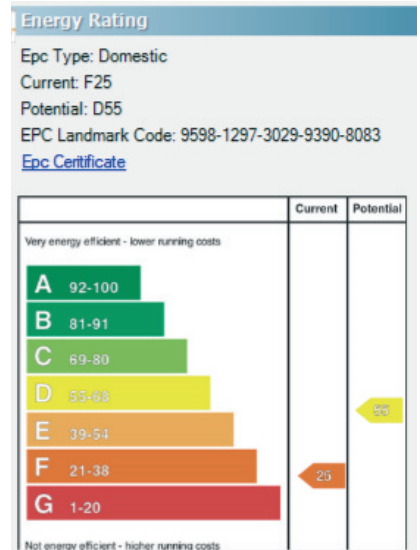 Energy Rating
Epc Type: Domestic
Current: F25
Potential: D55
EPC Landmark Code: 9598-1297-3029-9390-8083
Epc Ceritificate
Current Potential
Very energy efficient - lower running costs
A 92-100
B 81-91
C 69-80
D 55-68
55
E 39-54
F 21-38
25
G 1-20
Not energy efficient - higher running costs